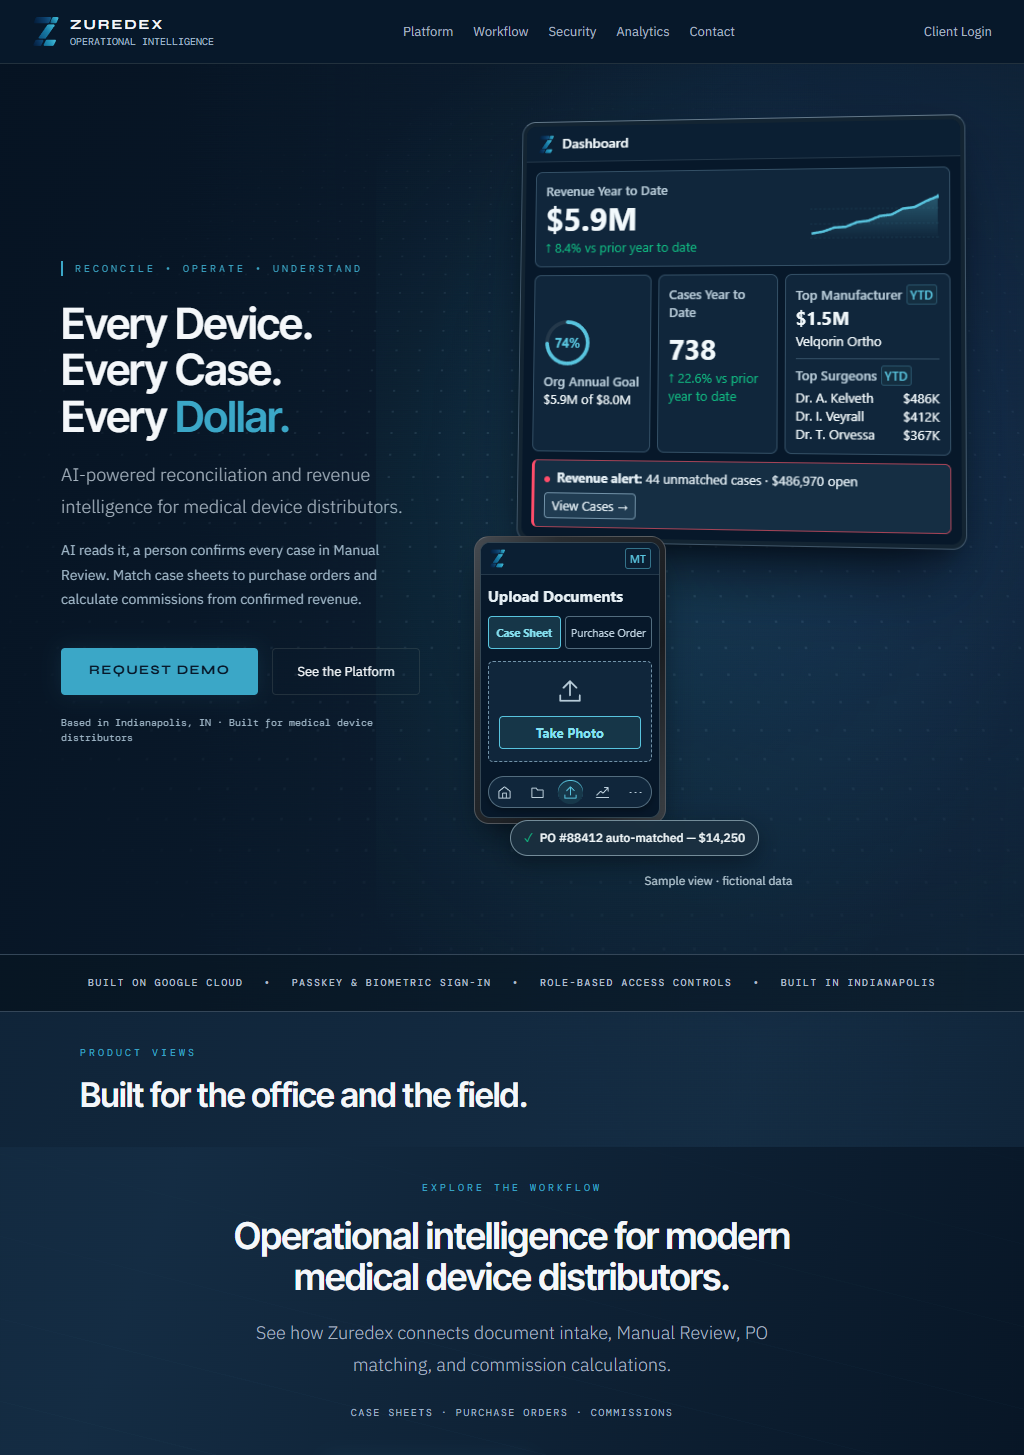 ZUREDEX
OPERATIONAL INTELLIGENCE
Platform
Workflow
Security
Analytics
Contact
Client Login
RECONCILE • OPERATE • UNDERSTAND
Every Device.
Every Case.
Every Dollar.
AI-powered reconciliation and revenue
intelligence for medical device distributors.
AI reads it, a person confirms every case in Manual
Review. Match case sheets to purchase orders and
calculate commissions from confirmed revenue.
REQUEST DEMO
See the Platform
Based in Indianapolis, IN · Built for medical device
distributors
Dashboard
Revenue Year to Date
$5.9M
↑ 8.4% vs prior year to date
74%
Org Annual Goal
$5.9M of $8.0M
Cases Year to
Date
738
↑ 22.6% vs prior
year to date
Top Manufacturer YTD
$1.5M
Velqorin Ortho
Top Surgeons YTD
Dr. A. Kelveth $486K
Dr. I. Veyrall $412K
Dr. T. Orvessa $367K
Revenue alert: 44 unmatched cases · $486,970 open
View Cases →
MT
Upload Documents
Case Sheet
Purchase Order
Take Photo
✓ PO #88412 auto-matched — $14,250
Sample view · fictional data
BUILT ON GOOGLE CLOUD • PASSKEY & BIOMETRIC SIGN-IN • ROLE-BASED ACCESS CONTROLS • BUILT IN INDIANAPOLIS
PRODUCT VIEWS
Built for the office and the field.
EXPLORE THE WORKFLOW
Operational intelligence for modern
medical device distributors.
See how Zuredex connects document intake, Manual Review, PO
matching, and commission calculations.
CASE SHEETS · PURCHASE ORDERS · COMMISSIONS